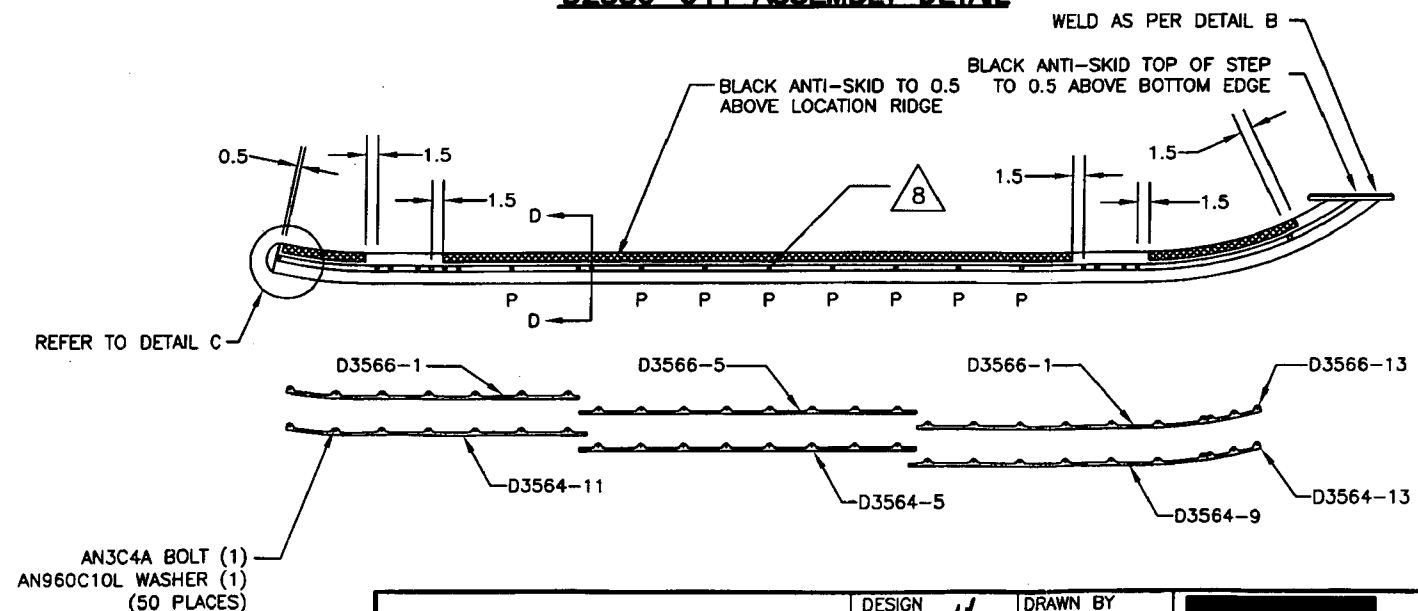 WELD AS PER DETAIL B
BLACK ANTI-SKID TO 0.5
ABOVE LOCATION RIDGE
BLACK ANTI-SKID TOP OF STEP
TO 0.5 ABOVE BOTTOM EDGE
0.5
1.5
1.5
1.5
1.5
1.5
8
D
D
P P P P P P P P
REFER TO DETAIL C
D3566-1
D3566-5
D3566-1
D3566-13
D3564-11
D3564-5
D3564-9
D3564-13
AN3C4A BOLT (1)
AN960C10L WASHER (1)
(50 PLACES)
DESIGN
DRAWN BY